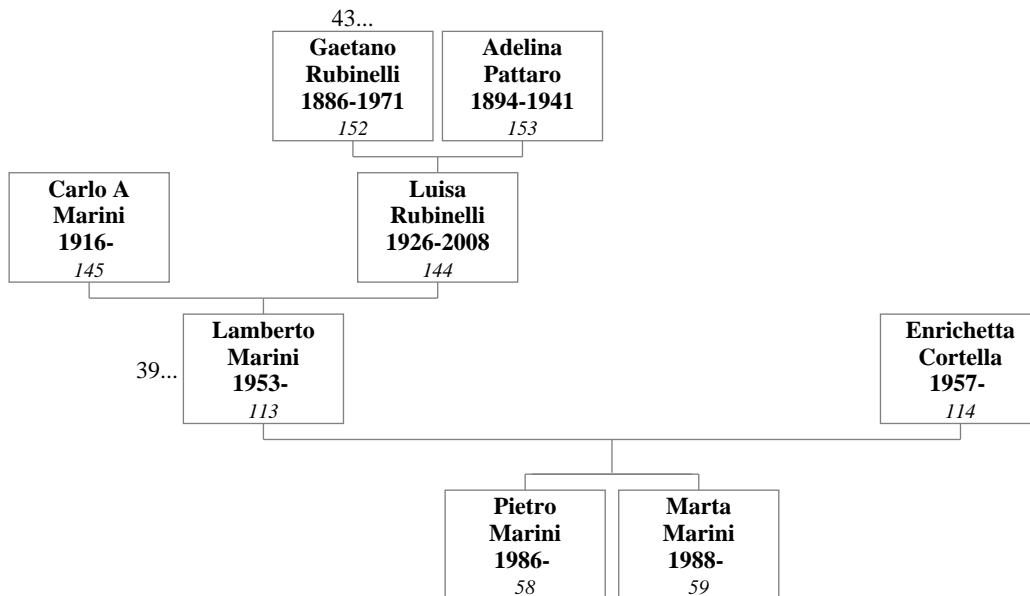 43...
Gaetano
Rubinelli
1886-1971
152
Adelina
Pattaro
1894-1941
153
Carlo A
Marini
1916-
145
Luisa
Rubinelli
1926-2008
144
39...
Lamberto
Marini
1953-
113
Enrichetta
Cortella
1957-
114
Pietro
Marini
1986-
58
Marta
Marini
1988-
59